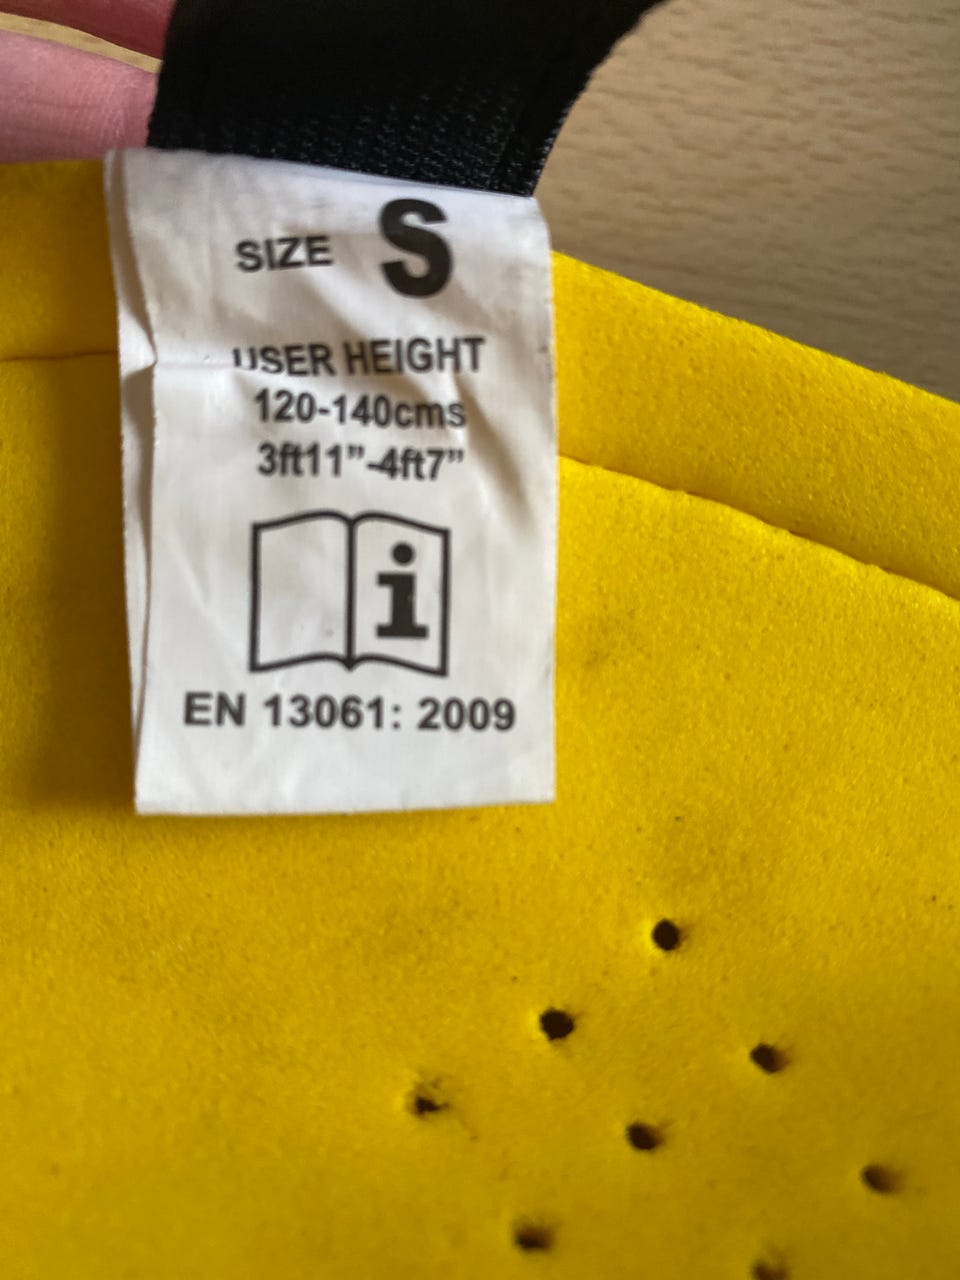 SIZE S
USER HEIGHT
120-140cms
3ft11”-4ft7”
i
EN 13061: 2009